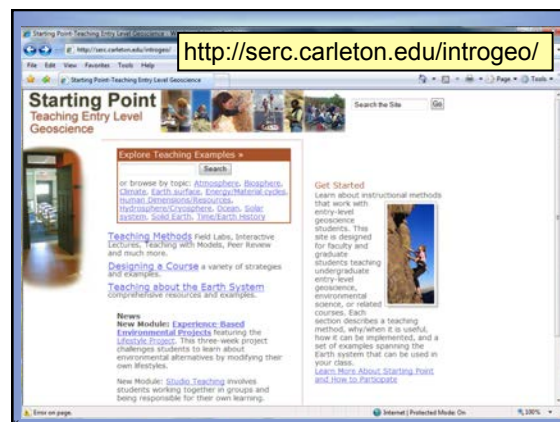 Starting Point-Teaching Entry Level Geoscience - W
http://serc.carleton.edu/introgeo/
http://serc.carleton.edu/introgeo/
File Edit View Favorites Tools Help
Starting Point-Teaching Entry Level Geoscience
Page Tools
Starting Point
Teaching Entry Level
Geoscience
Search the Site Go
Explore Teaching Examples »
Search
or browse by topic: Atmosphere, Biosphere,
Climate, Earth surface, Energy/Material cycles,
Human Dimensions/Resources,
Hydrosphere/Cryosphere, Ocean, Solar
system, Solid Earth, Time/Earth History
Teaching Methods Field Labs, Interactive
Lectures, Teaching with Models, Peer Review
and much more.
Designing a Course a variety of strategies
and examples.
Teaching about the Earth System
comprehensive resources and examples.
News
New Module: Experience-Based
Environmental Projects featuring the
Lifestyle Project. This three-week project
challenges students to learn about
environmental alternatives by modifying their
own lifestyles.
New Module: Studio Teaching involves
students working together in groups and
being responsible for their own learning.
Get Started
Learn about instructional methods
that work with
entry-level
geoscience
students. This
site is designed
for faculty and
graduate
students teaching
undergraduate
entry-level
geoscience,
environmental
science, or related
courses. Each
section describes a teaching
method, why/when it is useful,
how it can be implemented, and a
set of examples spanning the
Earth system that can be used in
your class.
Learn More About Starting Point
and How to Participate
Error on page.
Internet | Protected Mode: On
100%